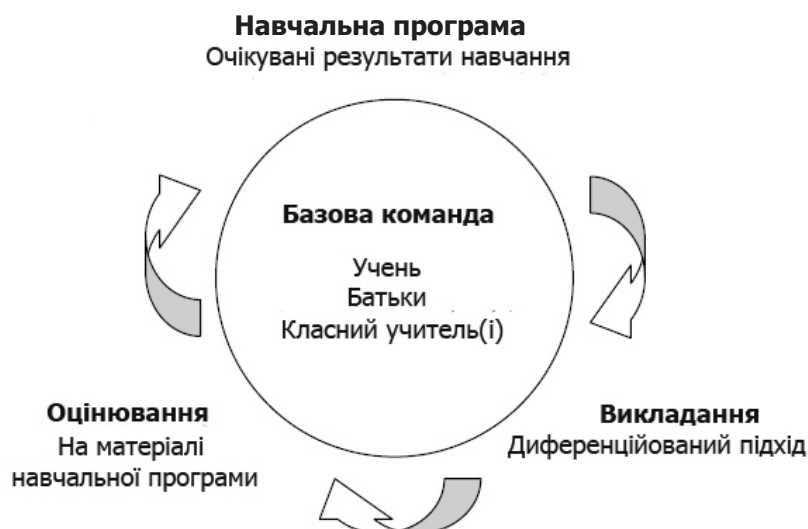 Навчальна програма
Очікувані результати навчання
Базова команда
Учень
Батьки
Класний учитель(і)
Оцінювання
На матеріалі
навчальної програми
Викладання
Диференційований підхід